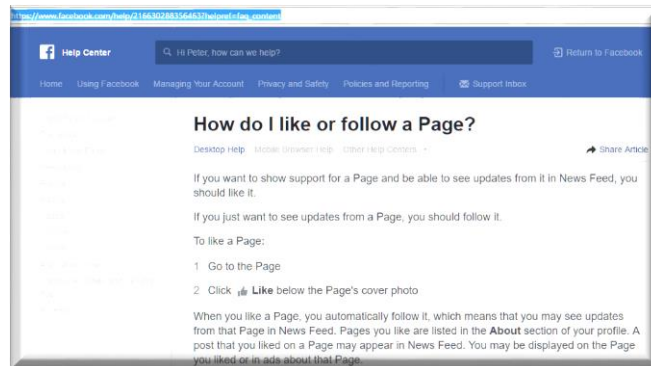 https://www.facebook.com/help/216630288356463?helpref=faq_content
Help Center
Hi Peter, how can we help?
Return to Facebook
Home Using Facebook Managing Your Account Privacy and Safety Policies and Reporting Support Inbox
How do I like or follow a Page?
Desktop Help Mobile Browser Help Other Help Centers
Share Article
If you want to show support for a Page and be able to see updates from it in News Feed, you
should like it.
If you just want to see updates from a Page, you should follow it.
To like a Page:
1 Go to the Page
2 Click Like below the Page's cover photo
When you like a Page, you automatically follow it, which means that you may see updates
from that Page in News Feed. Pages you like are listed in the About section of your profile. A
post that you liked on a Page may appear in News Feed. You may be displayed on the Page
you liked or in ads about that Page.